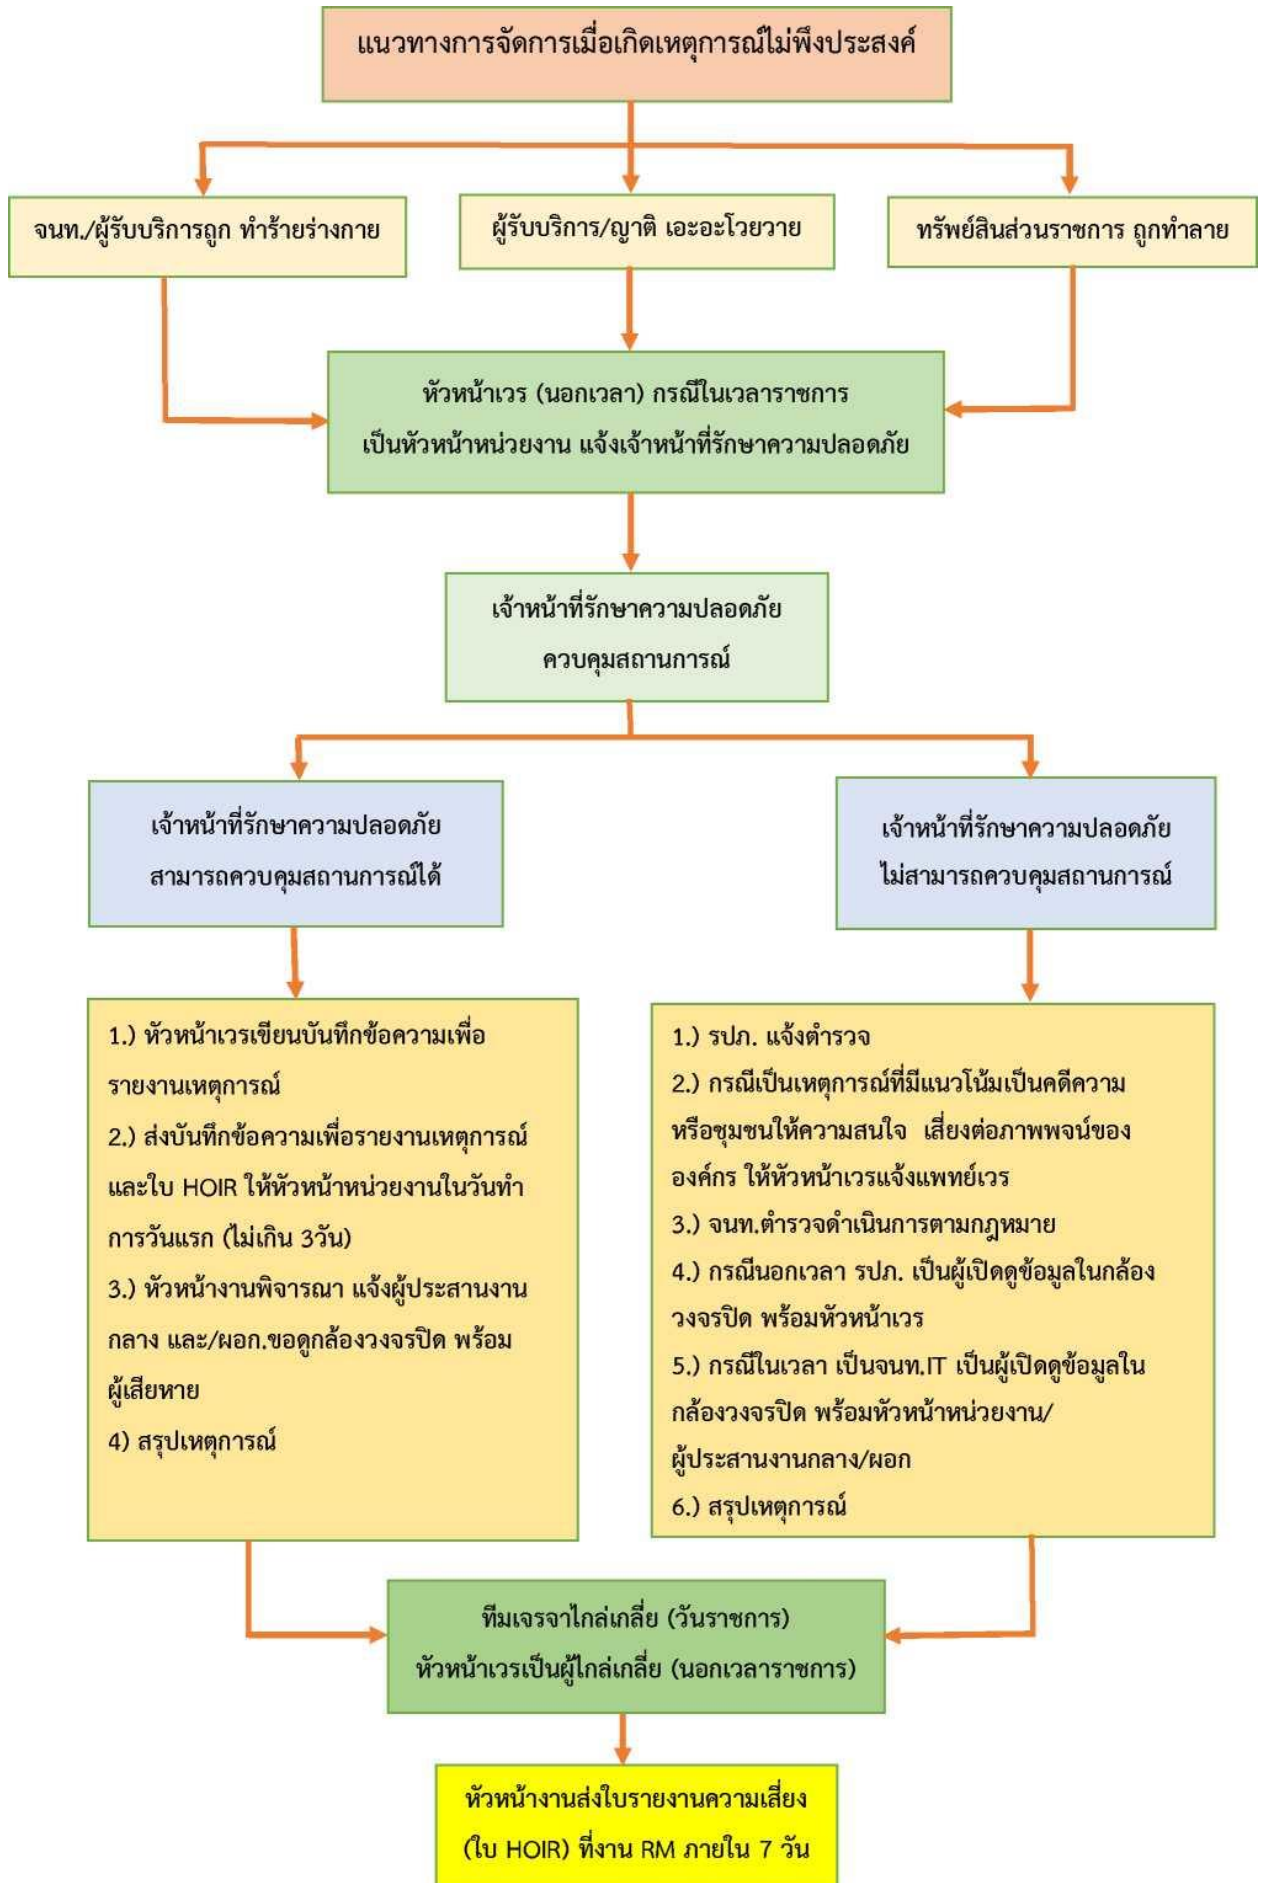 แนวทางการจัดการเมื่อเกิดเหตุการณ์ไม่พึงประสงค์
จนท./ผู้รับบริการถูก ทำร้ายร่างกาย
ผู้รับบริการ/ญาติ เอะอะโวยวาย
ทรัพย์สินส่วนราชการ ถูกทำลาย
หัวหน้าเวร (นอกเวลา) กรณีในเวลาราชการ
เป็นหัวหน้าหน่วยงาน แจ้งเจ้าหน้าที่รักษาความปลอดภัย
เจ้าหน้าที่รักษาความปลอดภัย
ควบคุมสถานการณ์
เจ้าหน้าที่รักษาความปลอดภัย
สามารถควบคุมสถานการณ์ได้
เจ้าหน้าที่รักษาความปลอดภัย
ไม่สามารถควบคุมสถานการณ์
1.) หัวหน้าเวรเขียนบันทึกข้อความเพื่อ
รายงานเหตุการณ์
2.) ส่งบันทึกข้อความเพื่อรายงานเหตุการณ์
และใบ HOIR ให้หัวหน้าหน่วยงานในวันทำ
การวันแรก (ไม่เกิน 3วัน)
3.) หัวหน้างานพิจารณา แจ้งผู้ประสานงาน
กลาง และ/ผอก.ขอดูกล้องวงจรปิด พร้อม
ผู้เสียหาย
4) สรุปเหตุการณ์
1.) รปภ. แจ้งตำรวจ
2.) กรณีเป็นเหตุการณ์ที่มีแนวโน้มเป็นคดีความ
หรือชุมชนให้ความสนใจ เสี่ยงต่อภาพพจน์ของ
องค์กร ให้หัวหน้าเวรแจ้งแพทย์เวร
3.) จนท.ตำรวจดำเนินการตามกฎหมาย
4.) กรณีนอกเวลา รปภ. เป็นผู้เปิดดูข้อมูลในกล้อง
วงจรปิด พร้อมหัวหน้าเวร
5.) กรณีในเวลา เป็นจนท.IT เป็นผู้เปิดดูข้อมูลใน
กล้องวงจรปิด พร้อมหัวหน้าหน่วยงาน/
ผู้ประสานงานกลาง/ผอก
6.) สรุปเหตุการณ์
ทีมเจรจาไกล่เกลี่ย (วันราชการ)
หัวหน้าเวรเป็นผู้ไกล่เกลี่ย (นอกเวลาราชการ)
หัวหน้างานส่งใบรายงานความเสี่ยง
(ใบ HOIR) ที่งาน RM ภายใน 7 วัน